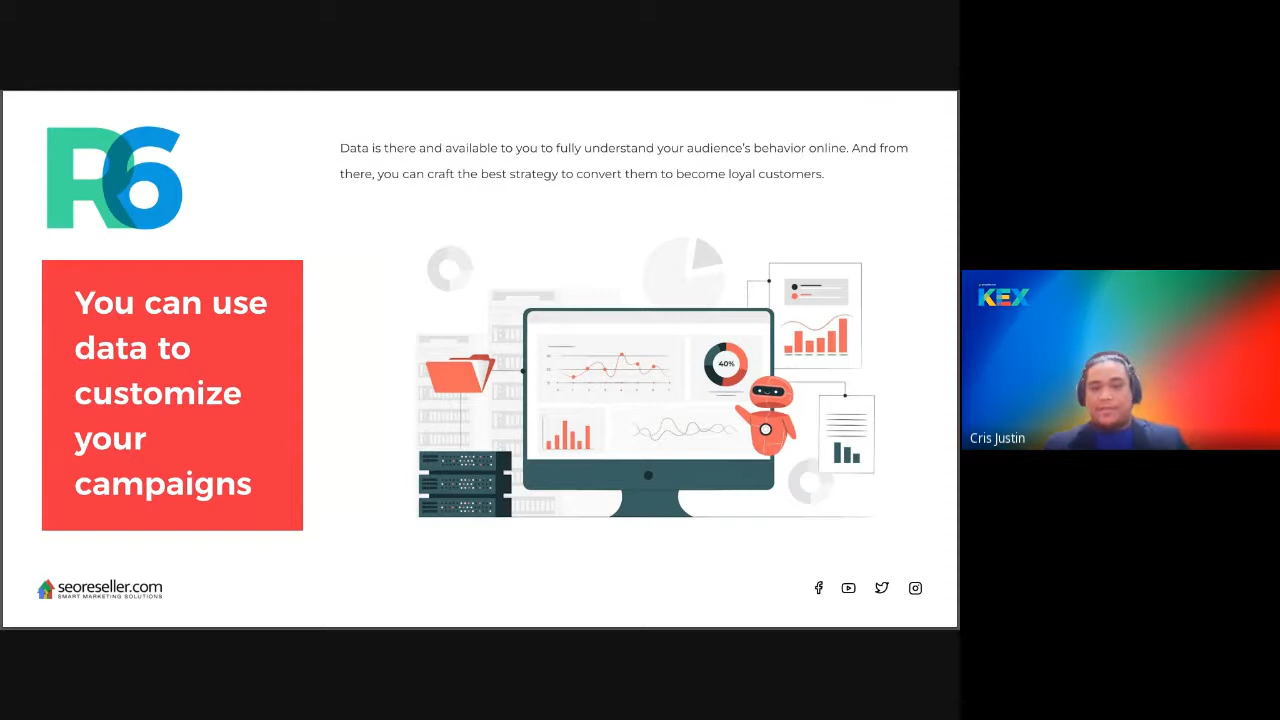 R6
Data is there and available to you to fully understand your audience's behavior online. And from
there, you can craft the best strategy to convert them to become loyal customers.
You can use
data to
customize
your
campaigns
40%
seoreseller.com
SMART MARKETING SOLUTIONS
KEX
Cris Justin